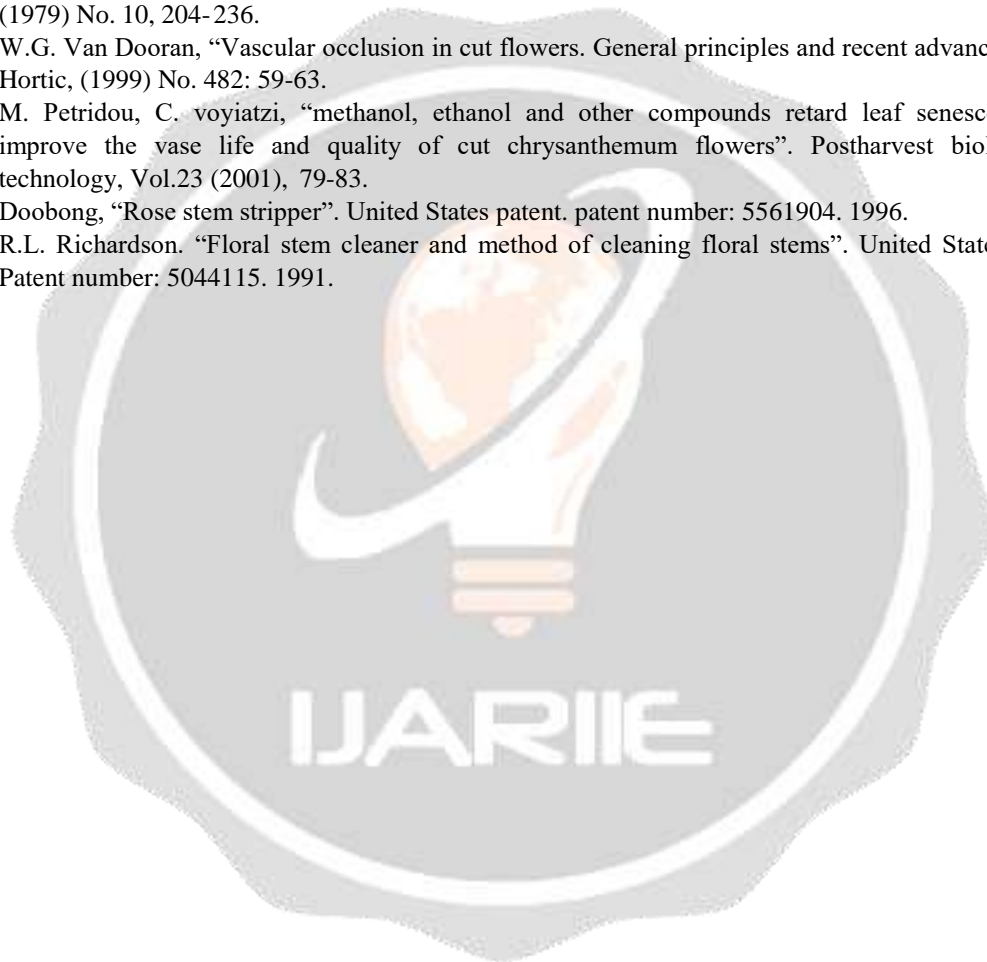 (1979) No. 10, 204-236.
W.G. Van Dooran, “Vascular occlusion in cut flowers. General principles and recent advanc
Hortic, (1999) No. 482: 59-63.
M. Petridou, C. voyiatzi, “methanol, ethanol and other compounds retard leaf senesc
improve the vase life and quality of cut chrysanthemum flowers”. Postharvest biol
technology, Vol.23 (2001), 79-83.
Doobong, “Rose stem stripper”. United States patent. patent number: 5561904. 1996.
R.L. Richardson. “Floral stem cleaner and method of cleaning floral stems”. United State
Patent number: 5044115. 1991.
IJARIIE